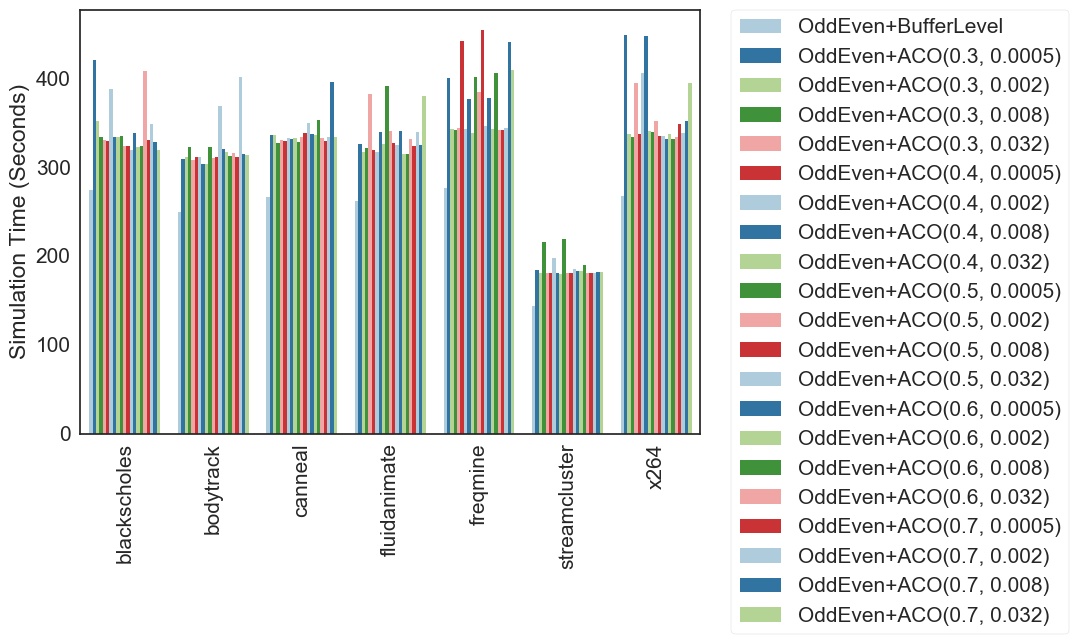 Simulation Time (Seconds)
400
300
200
100
0
blackscholes
bodytrack
canneal
fluidanimate
freqmine
streamcluster
x264
OddEven+BufferLevel
OddEven+ACO(0.3, 0.0005)
OddEven+ACO(0.3, 0.002)
OddEven+ACO(0.3, 0.008)
OddEven+ACO(0.3, 0.032)
OddEven+ACO(0.4, 0.0005)
OddEven+ACO(0.4, 0.002)
OddEven+ACO(0.4, 0.008)
OddEven+ACO(0.4, 0.032)
OddEven+ACO(0.5, 0.0005)
OddEven+ACO(0.5, 0.002)
OddEven+ACO(0.5, 0.008)
OddEven+ACO(0.5, 0.032)
OddEven+ACO(0.6, 0.0005)
OddEven+ACO(0.6, 0.002)
OddEven+ACO(0.6, 0.008)
OddEven+ACO(0.6, 0.032)
OddEven+ACO(0.7, 0.0005)
OddEven+ACO(0.7, 0.002)
OddEven+ACO(0.7, 0.008)
OddEven+ACO(0.7, 0.032)